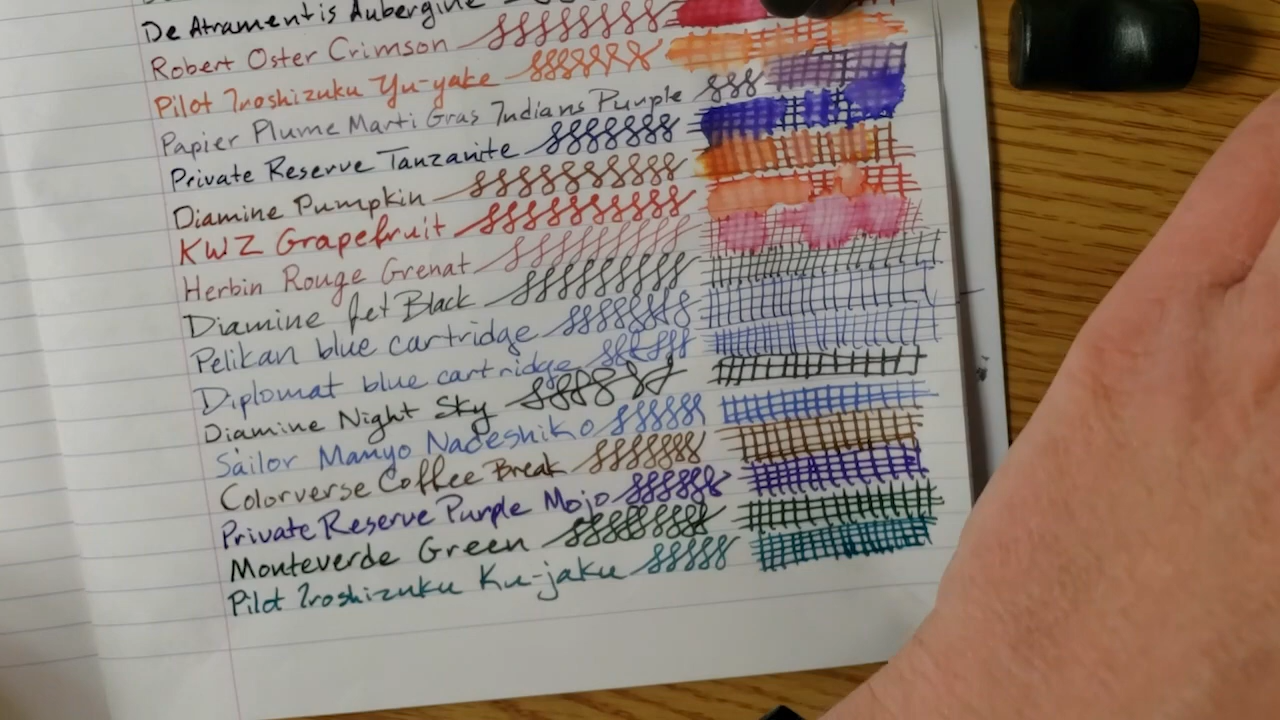 De Atramentis Aubergine
Robert Oster Crimson
Pilot Iroshizuku Yu-yake
Papier Plume Marti Gras Indians Purple
Private Reserve Tanzanite
Diamine Pumpkin
KWZ Grapefruit
Herbin Rouge Grenat
Diamine Jet Black
Pelikan blue cartridge
Diplomat blue cartridge
Diamine Night Sky
Sailor Manyo Nadeshiko
Colorverse Coffee Break
Private Reserve Purple Mojo
Monteverde Green
Pilot Iroshizuku Ku-jaku